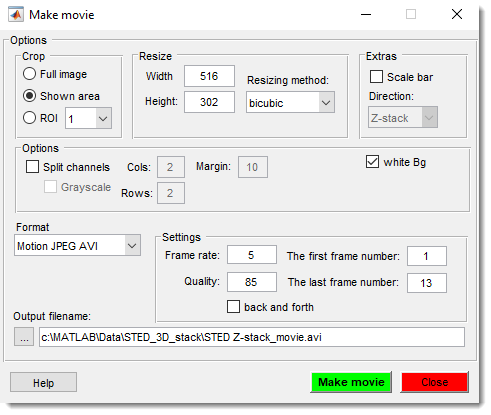 Make movie
Options
Crop
Full image
Shown area
ROI 1
Resize
Width 516
Height: 302
Resizing method:
bicubic
Extras
Scale bar
Direction:
Z-stack
Options
Split channels
Grayscale
Cols: 2
Rows: 2
Margin: 10
white Bg
Format
Motion JPEG AVI
Settings
Frame rate: 5
The first frame number: 1
Quality: 85
The last frame number: 13
back and forth
Output filename:
... c:\MATLAB\Data\STED_3D_stack\STED Z-stack_movie.avi
Help
Make movie
Close